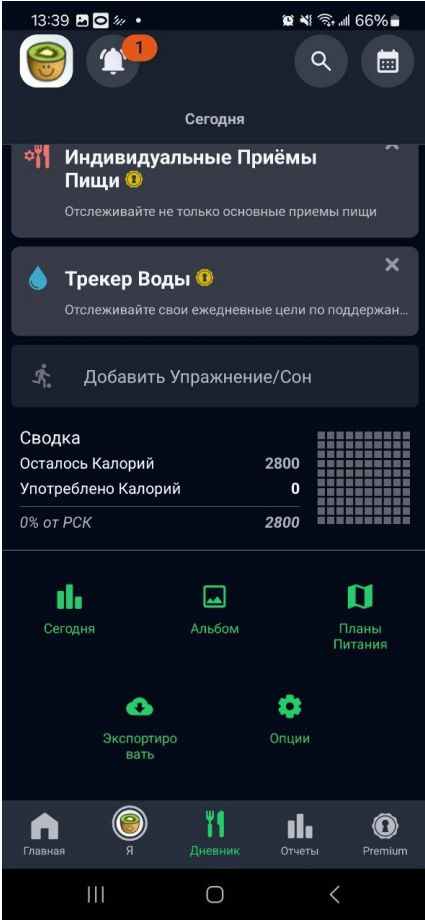 13:39 66%
1
Сегодня
Индивидуальные Приёмы
Пищи
Отслеживайте не только основные приемы пищи
Трекер Воды
Отслеживайте свои ежедневные цели по поддержан...
Добавить Упражнение/Сон
Сводка
Осталось Калорий 2800
Употреблено Калорий 0
0% от РСК 2800
Сегодня
Альбом
Планы
Питания
Экспортиро
вать
Опции
Главная
Я
Дневник
Отчеты
Premium